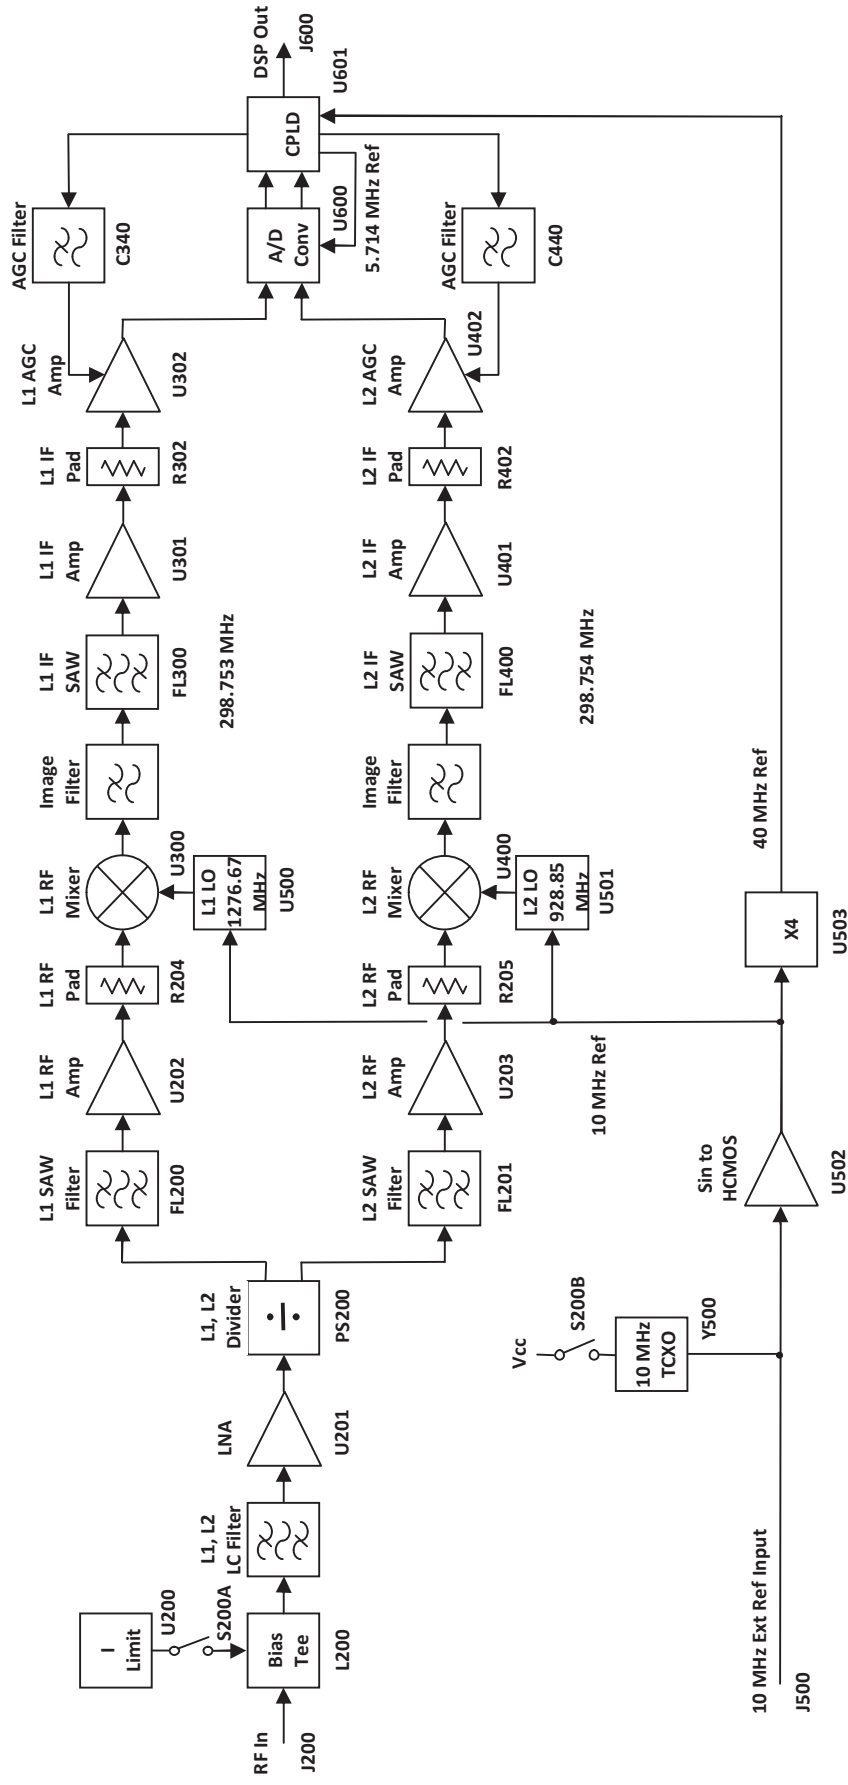 RF In
J200
I
Limit
U200
S200A
Bias
Tee
L200
L1, L2
LC Filter
LNA
U201
L1, L2
Divider
PS200
L1 SAW
Filter
FL200
L1 RF
Amp
U202
L1 RF
Pad
R204
L1 RF
Mixer
U300
L1 LO
1276.67
MHz
U500
Image
Filter
L1 IF
SAW
FL300
298.753 MHz
L1 IF
Amp
U301
L1 IF
Pad
R302
L1 AGC
Amp
U302
AGC Filter
C340
L2 SAW
Filter
FL201
L2 RF
Amp
U203
L2 RF
Pad
R205
L2 RF
Mixer
U400
L2 LO
928.85
MHz
U501
Image
Filter
L2 IF
SAW
FL400
298.754 MHz
L2 IF
Amp
U401
L2 IF
Pad
R402
L2 AGC
Amp
U402
AGC Filter
C440
A/D
Conv
U600
5.714 MHz Ref
CPLD
U601
DSP Out
J600
10 MHz Ext Ref Input
J500
Vcc
S200B
10 MHz
TCXO
Y500
Sin to
HCMOS
U502
10 MHz Ref
X4
U503
40 MHz Ref